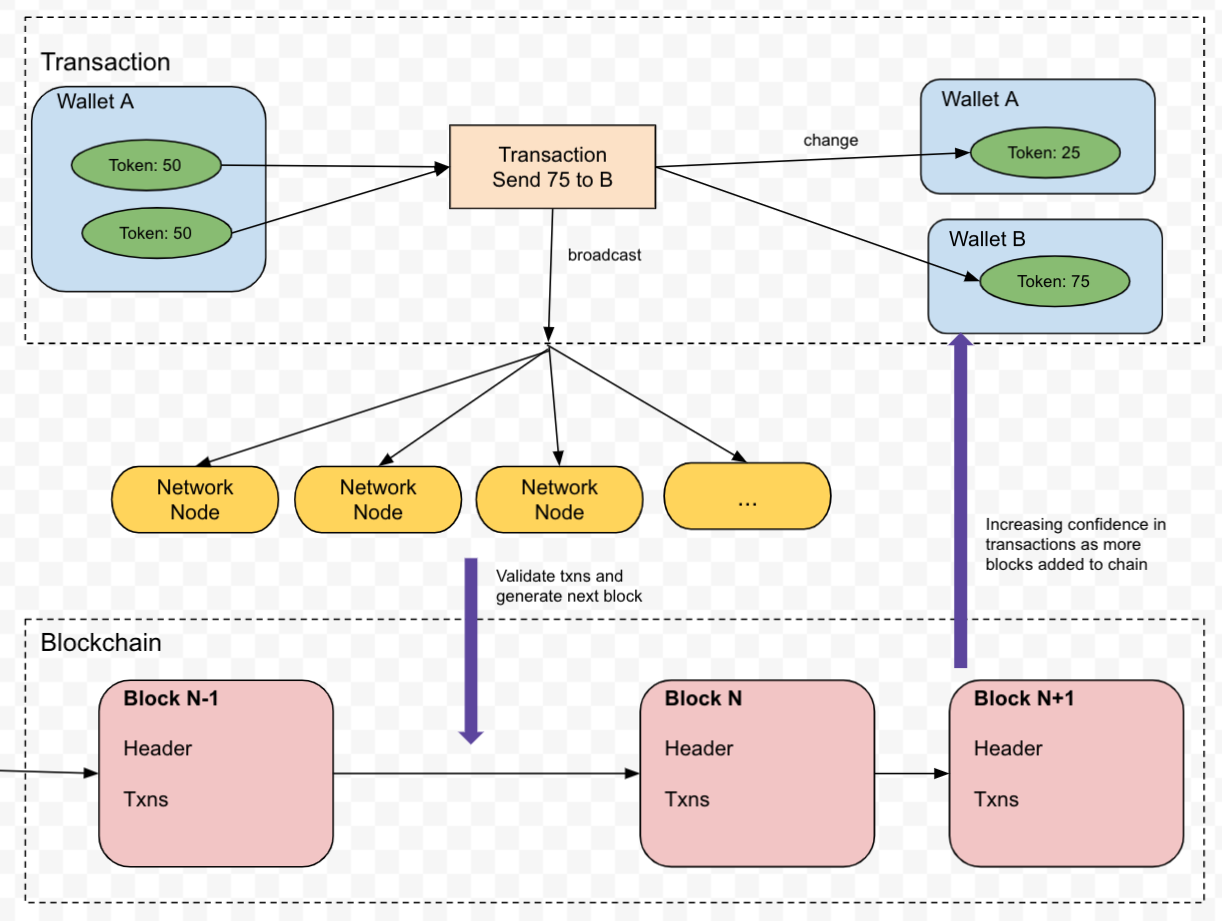 Transaction
Wallet A
Token: 50
Token: 50
Transaction
Send 75 to B
change
Wallet A
Token: 25
Wallet B
Token: 75
broadcast
Network
Node
Network
Node
Network
Node
...
Validate txns and
generate next block
Increasing confidence in
transactions as more
blocks added to chain
Blockchain
Block N-1
Header
Txns
Block N
Header
Txns
Block N+1
Header
Txns